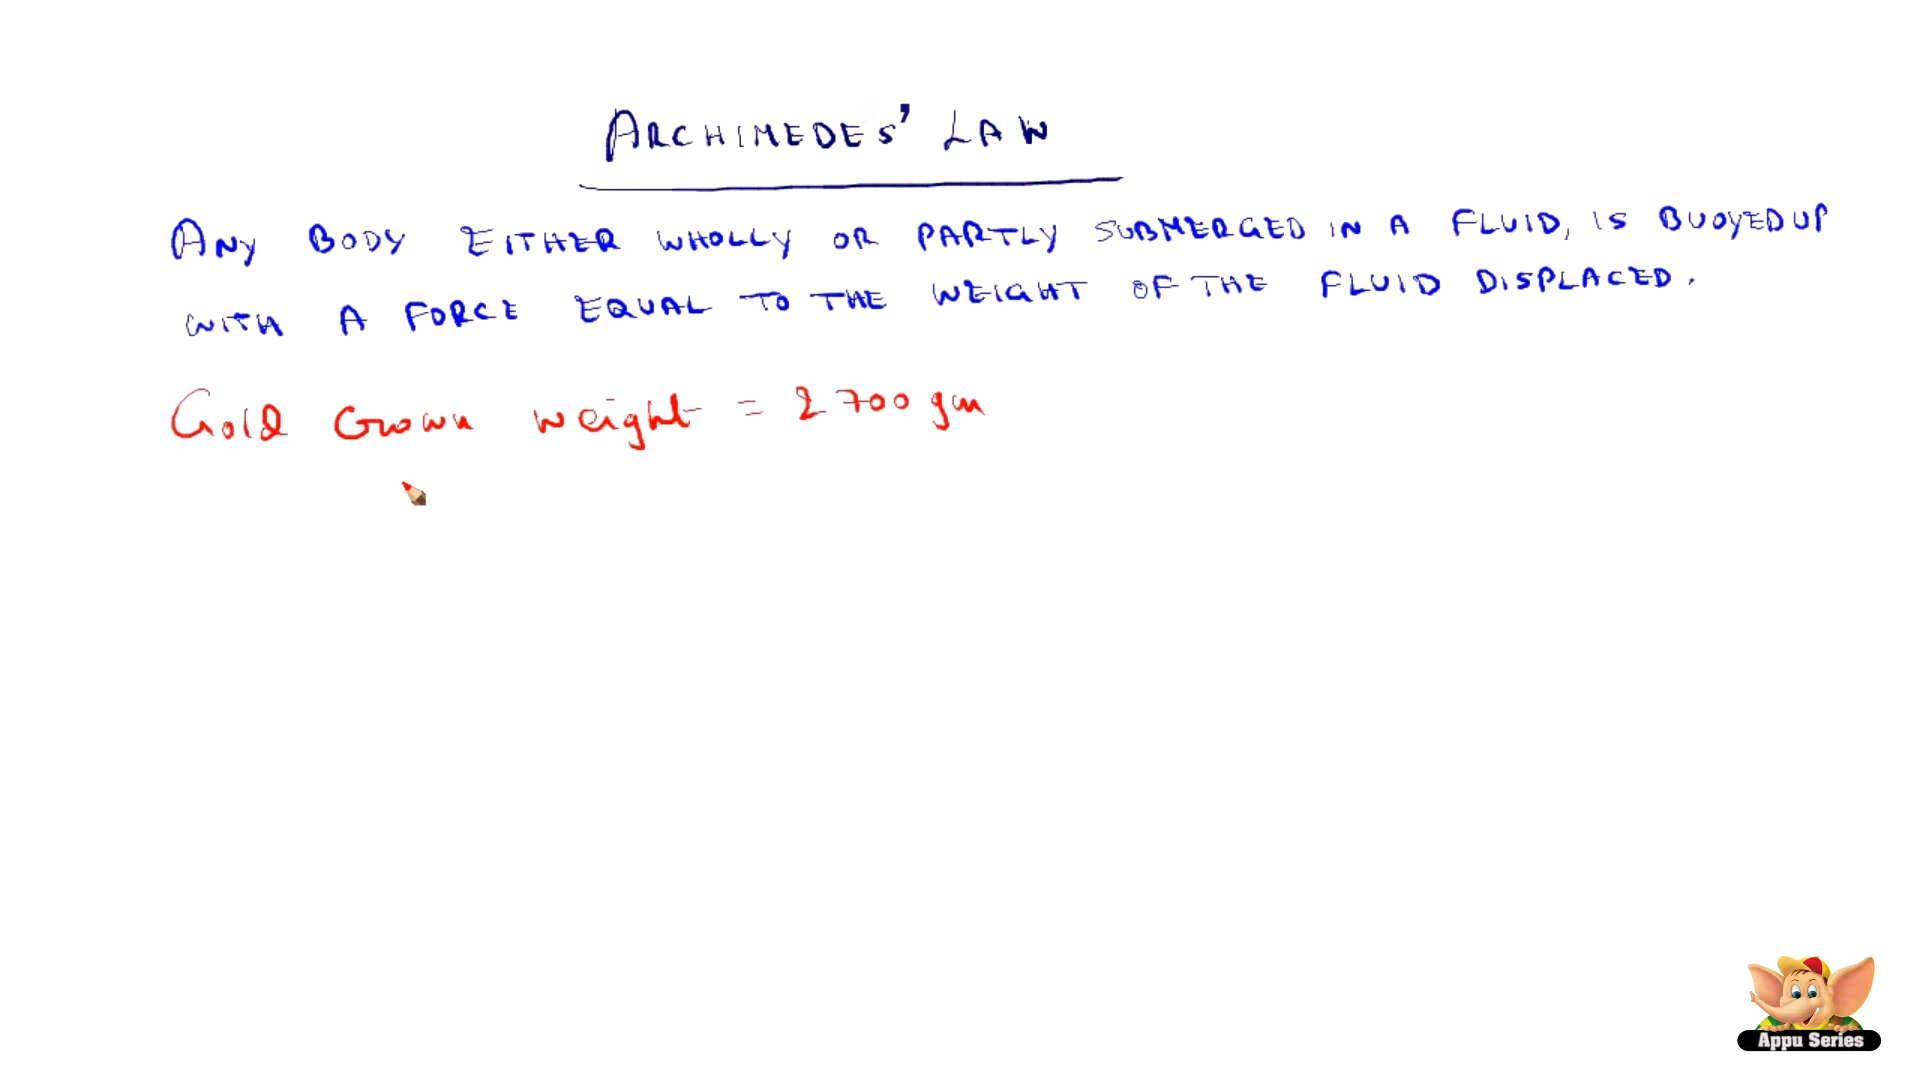 ARCHIMEDES' LAW
ANY BODY EITHER WHOLLY OR PARTLY SUBMERGED IN A FLUID, IS BUOYED UP
WITH A FORCE EQUAL TO THE WEIGHT OF THE FLUID DISPLACED.
Gold Crown weight = 2700 gm
Appu Series